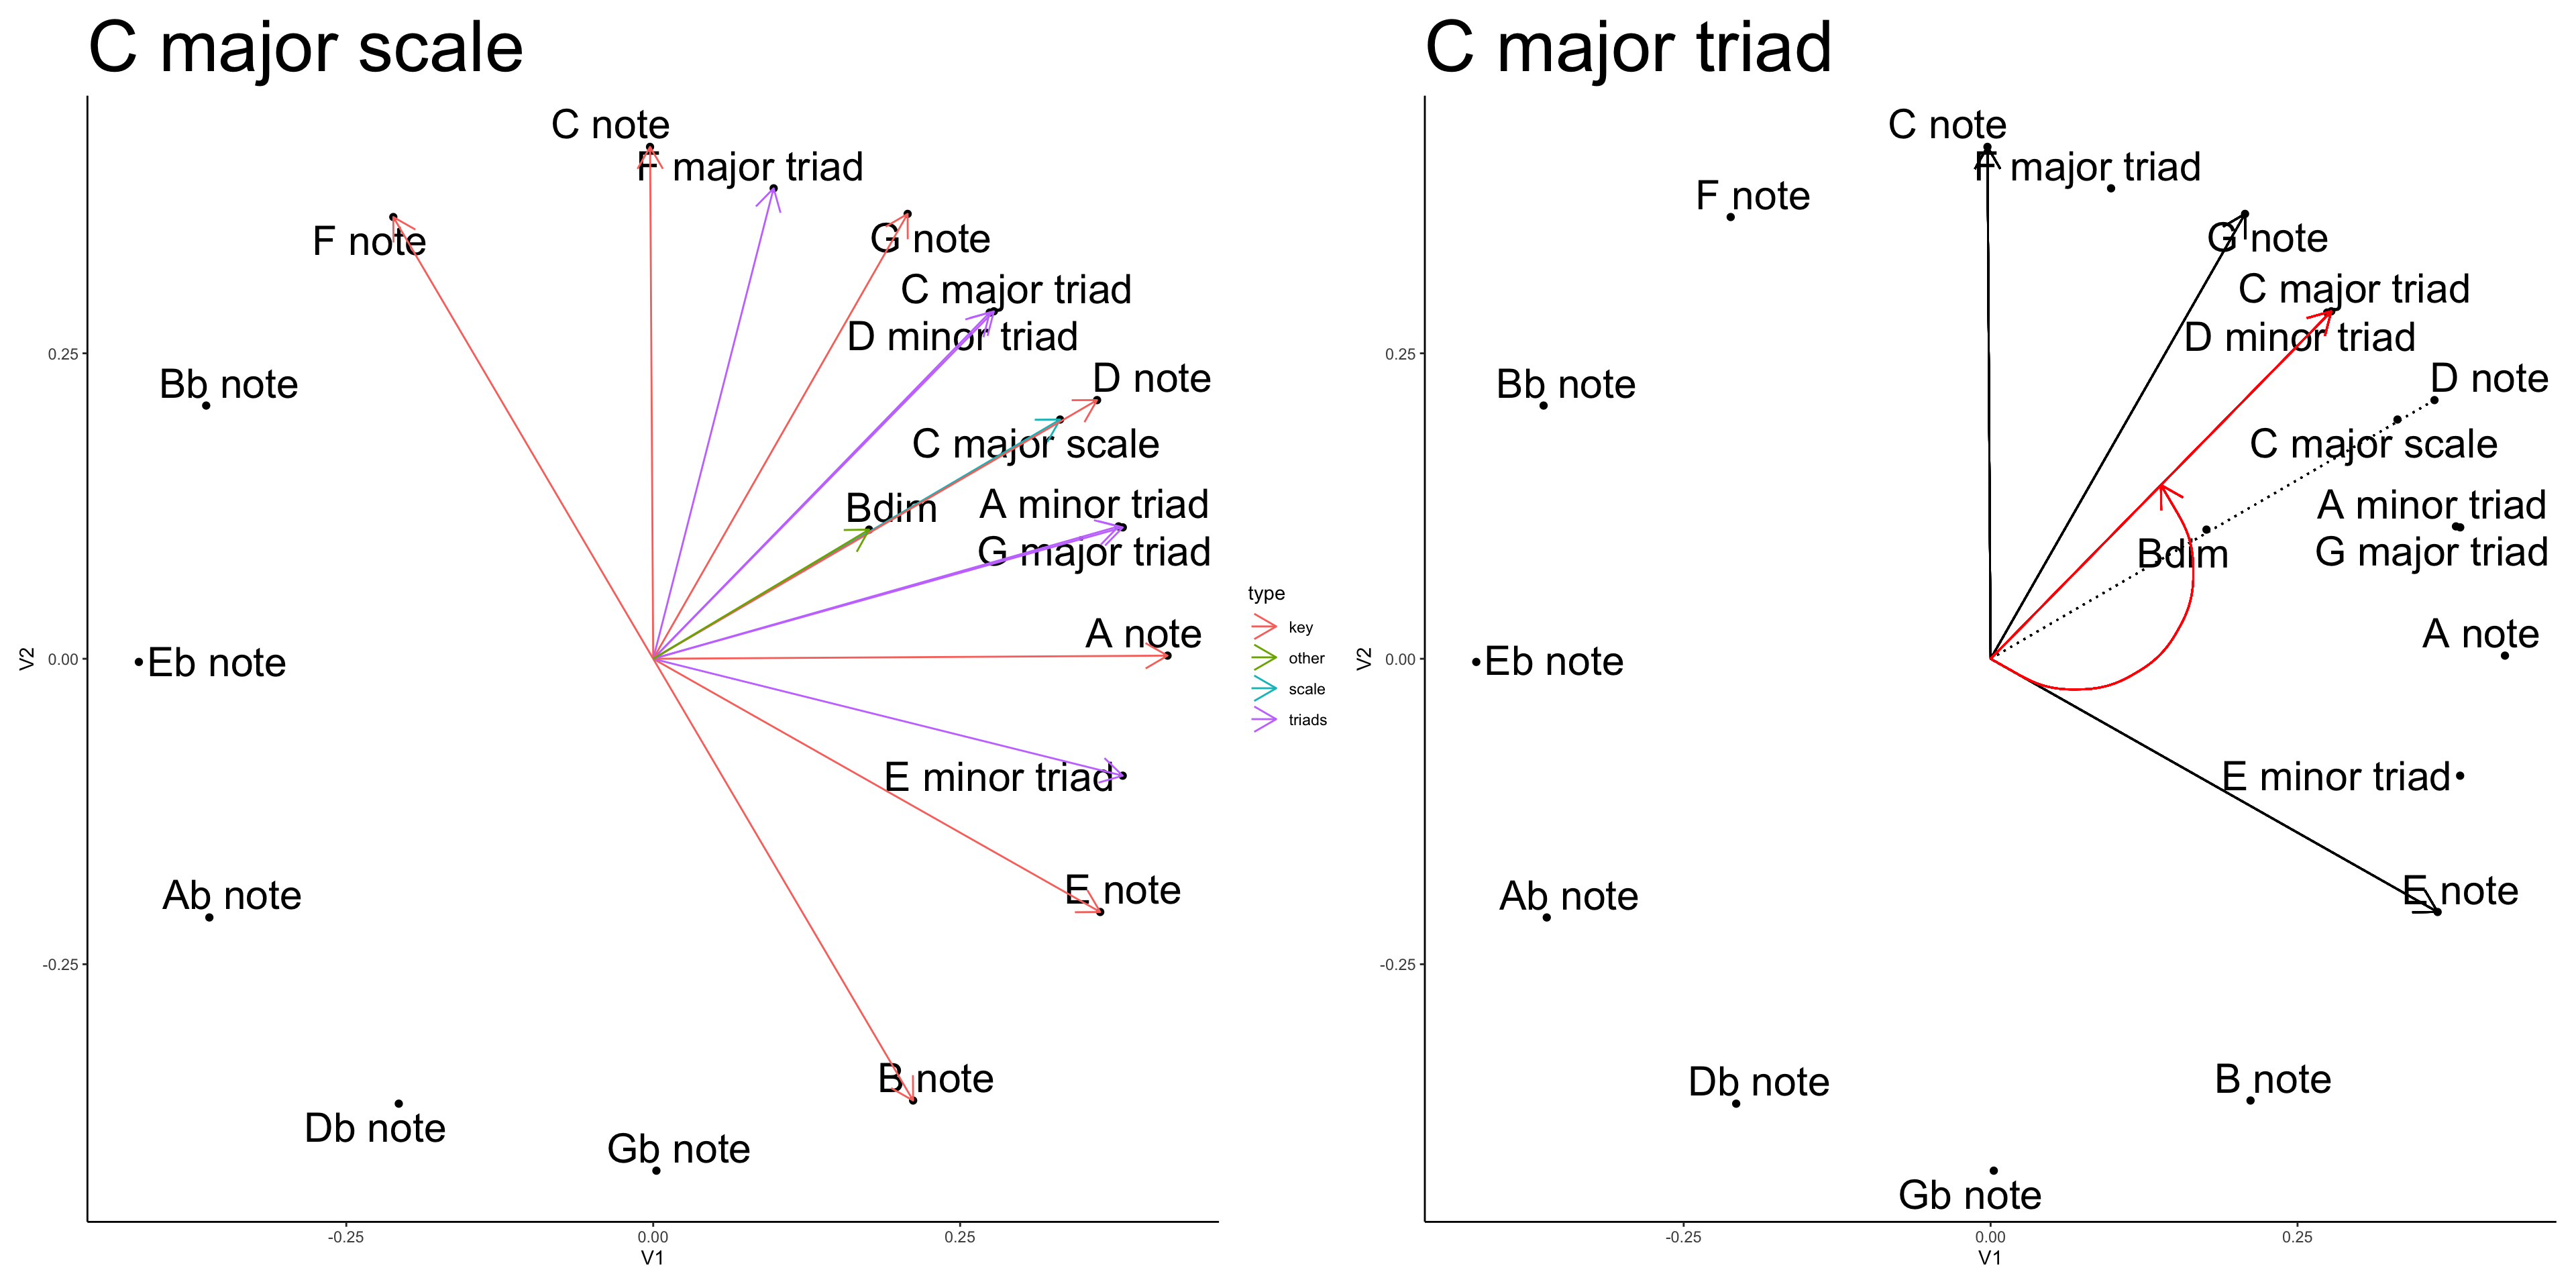 C major scale
C note
F major triad
F note
G note
C major triad
D minor triad
D note
Bb note
C major scale
Bdim
A minor triad
G major triad
A note
Eb note
E minor triad
E note
Ab note
B note
Db note
Gb note
0.25
0.00
-0.25
V2
-0.25
0.00
0.25
V1
type
key
other
scale
triads
C major triad
C note
F major triad
F note
G note
C major triad
D minor triad
D note
Bb note
C major scale
A minor triad
Bdim
G major triad
A note
Eb note
E minor triad
E note
Ab note
Db note
B note
Gb note
0.25
0.00
-0.25
V2
-0.25
0.00
0.25
V1